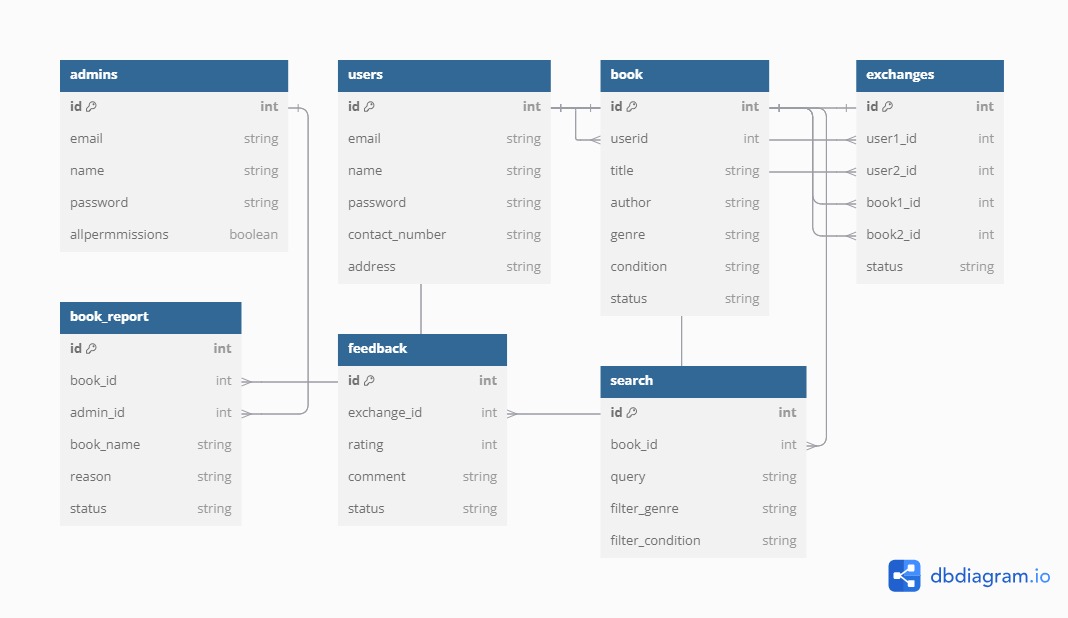 admins
id int
email string
name string
password string
allpermmissions boolean
users
id int
email string
name string
password string
contact_number string
address string
book
id int
userid int
title string
author string
genre string
condition string
status string
exchanges
id int
user1_id int
user2_id int
book1_id int
book2_id int
status string
book_report
id int
book_id int
admin_id int
book_name string
reason string
status string
feedback
id int
exchange_id int
rating int
comment string
status string
search
id int
book_id int
query string
filter_genre string
filter_condition string
dbdiagram.io